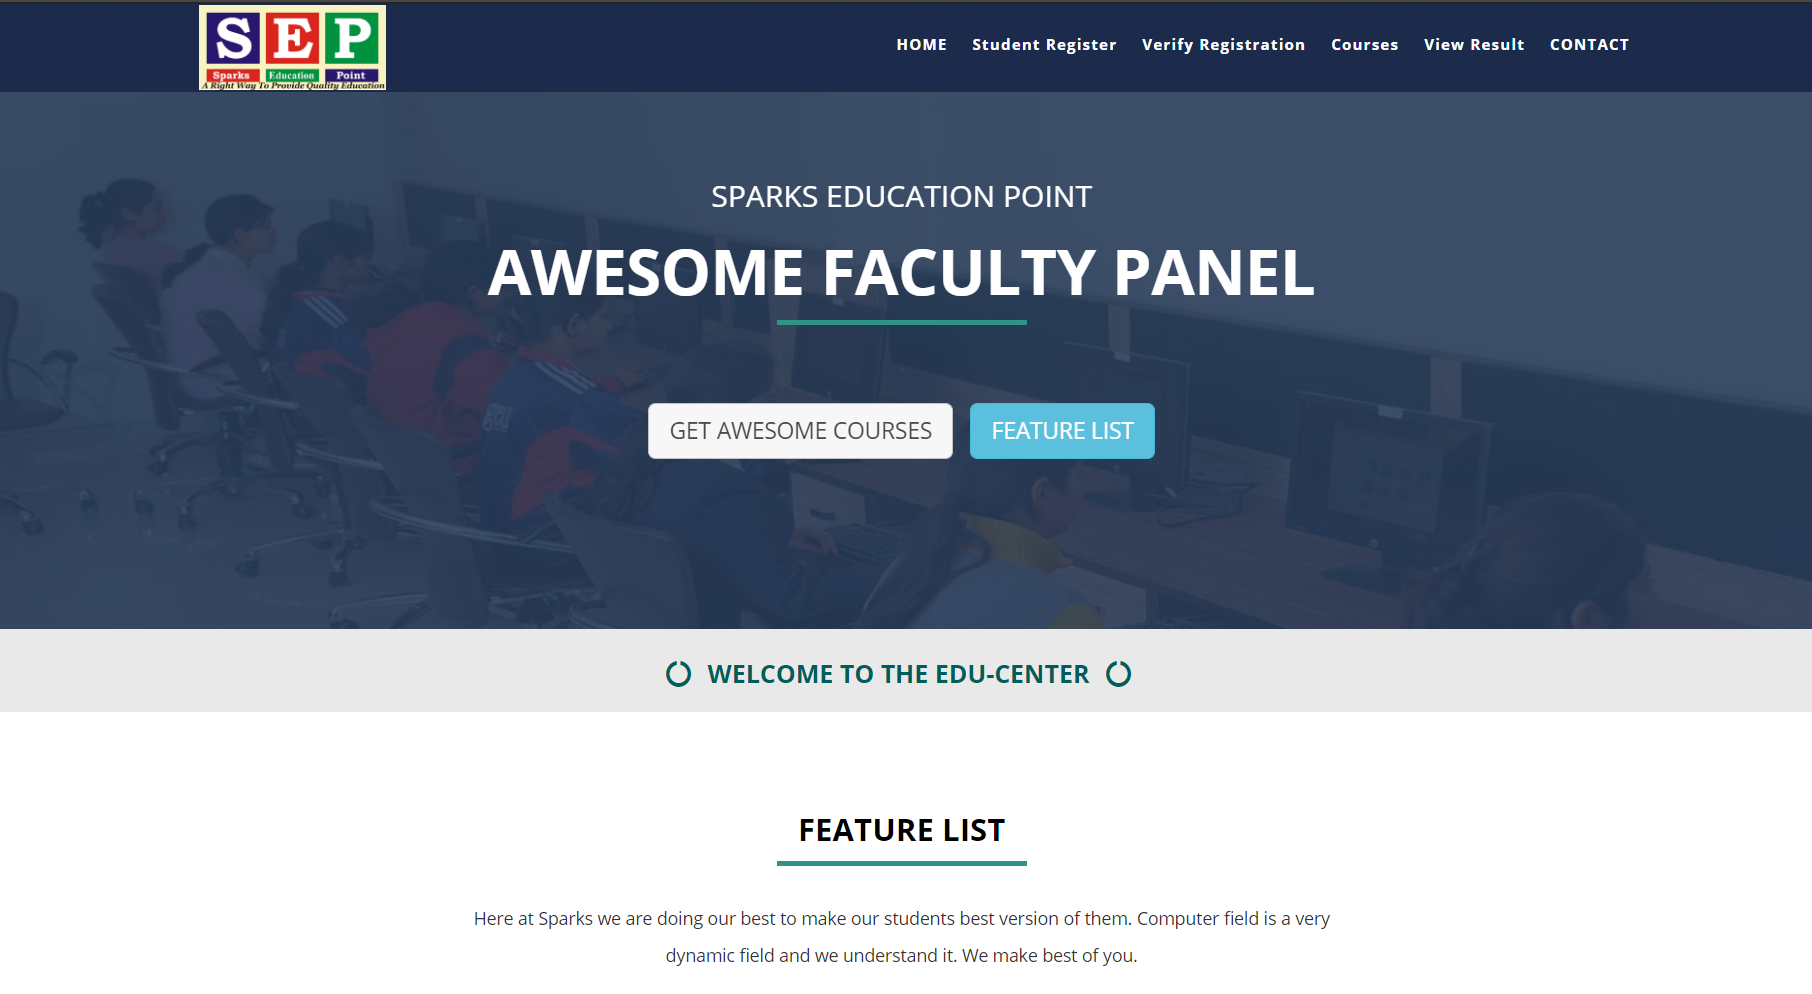 S E P
Sparks Education Point
A Right Way To Provide Quality Education
HOME Student Register Verify Registration Courses View Result CONTACT
SPARKS EDUCATION POINT
AWESOME FACULTY PANEL
GET AWESOME COURSES FEATURE LIST
WELCOME TO THE EDU-CENTER
FEATURE LIST
Here at Sparks we are doing our best to make our students best version of them. Computer field is a very
dynamic field and we understand it. We make best of you.